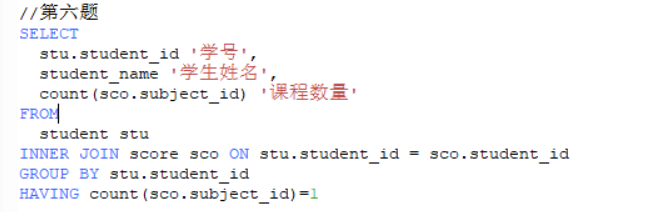 //第六题
SELECT
  stu.student_id '学号',
  student_name '学生姓名',
  count(sco.subject_id) '课程数量'
FROM
  student stu
INNER JOIN score sco ON stu.student_id = sco.student_id
GROUP BY stu.student_id
HAVING count(sco.subject_id)=1